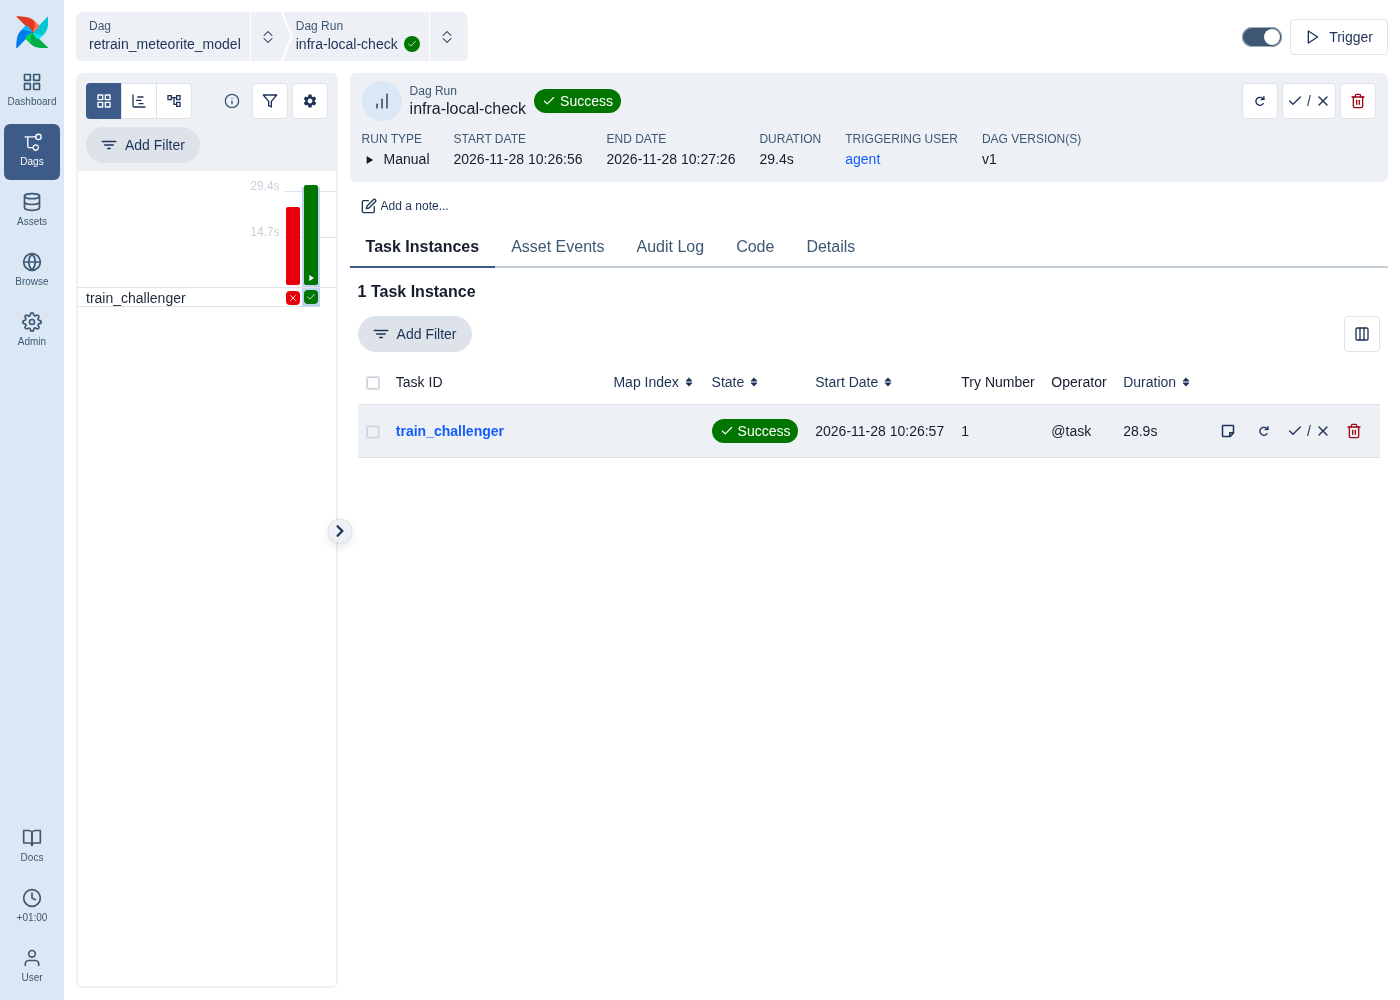 Dag
retrain_meteorite_model
Dag Run
infra-local-check
Trigger
Dashboard
Dags
Assets
Browse
Admin
Docs
+01:00
User
Add Filter
29.4s
14.7s
train_challenger
Dag Run
infra-local-check
Success
/
RUN TYPE START DATE END DATE DURATION TRIGGERING USER DAG VERSION(S)
Manual 2026-11-28 10:26:56 2026-11-28 10:27:26 29.4s agent v1
Add a note...
Task Instances Asset Events Audit Log Code Details
1 Task Instance
Add Filter
Task ID Map Index State Start Date Try Number Operator Duration
train_challenger Success 2026-11-28 10:26:57 1 @task 28.9s /